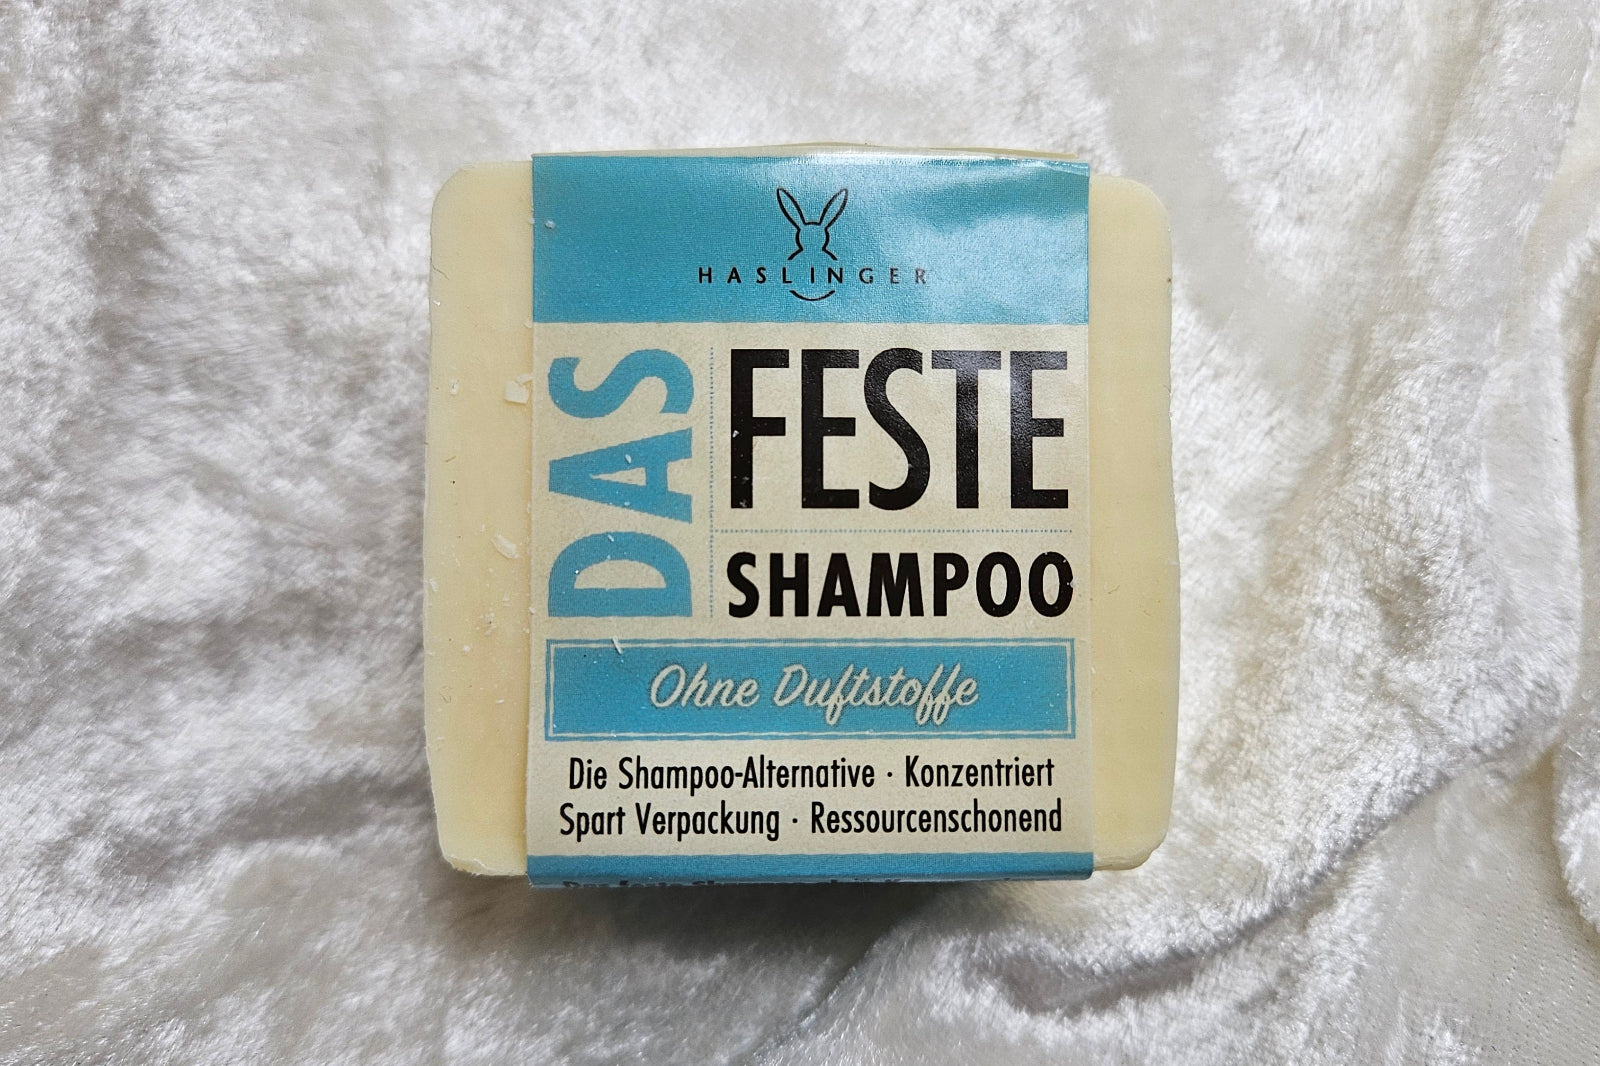 HASLINGER
DAS
FESTE
SHAMPOO
Ohne Duftstoffe
Die Shampoo-Alternative · Konzentriert
Spart Verpackung · Ressourcenschonend